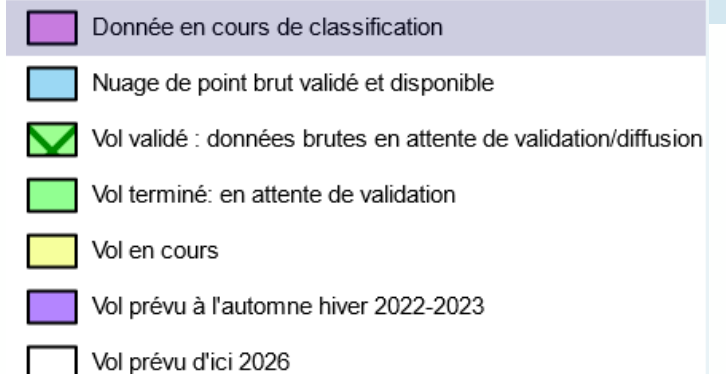 Donnée en cours de classification
Nuage de point brut validé et disponible
Vol validé : données brutes en attente de validation/diffusion
Vol terminé: en attente de validation
Vol en cours
Vol prévu à l'automne hiver 2022-2023
Vol prévu d'ici 2026